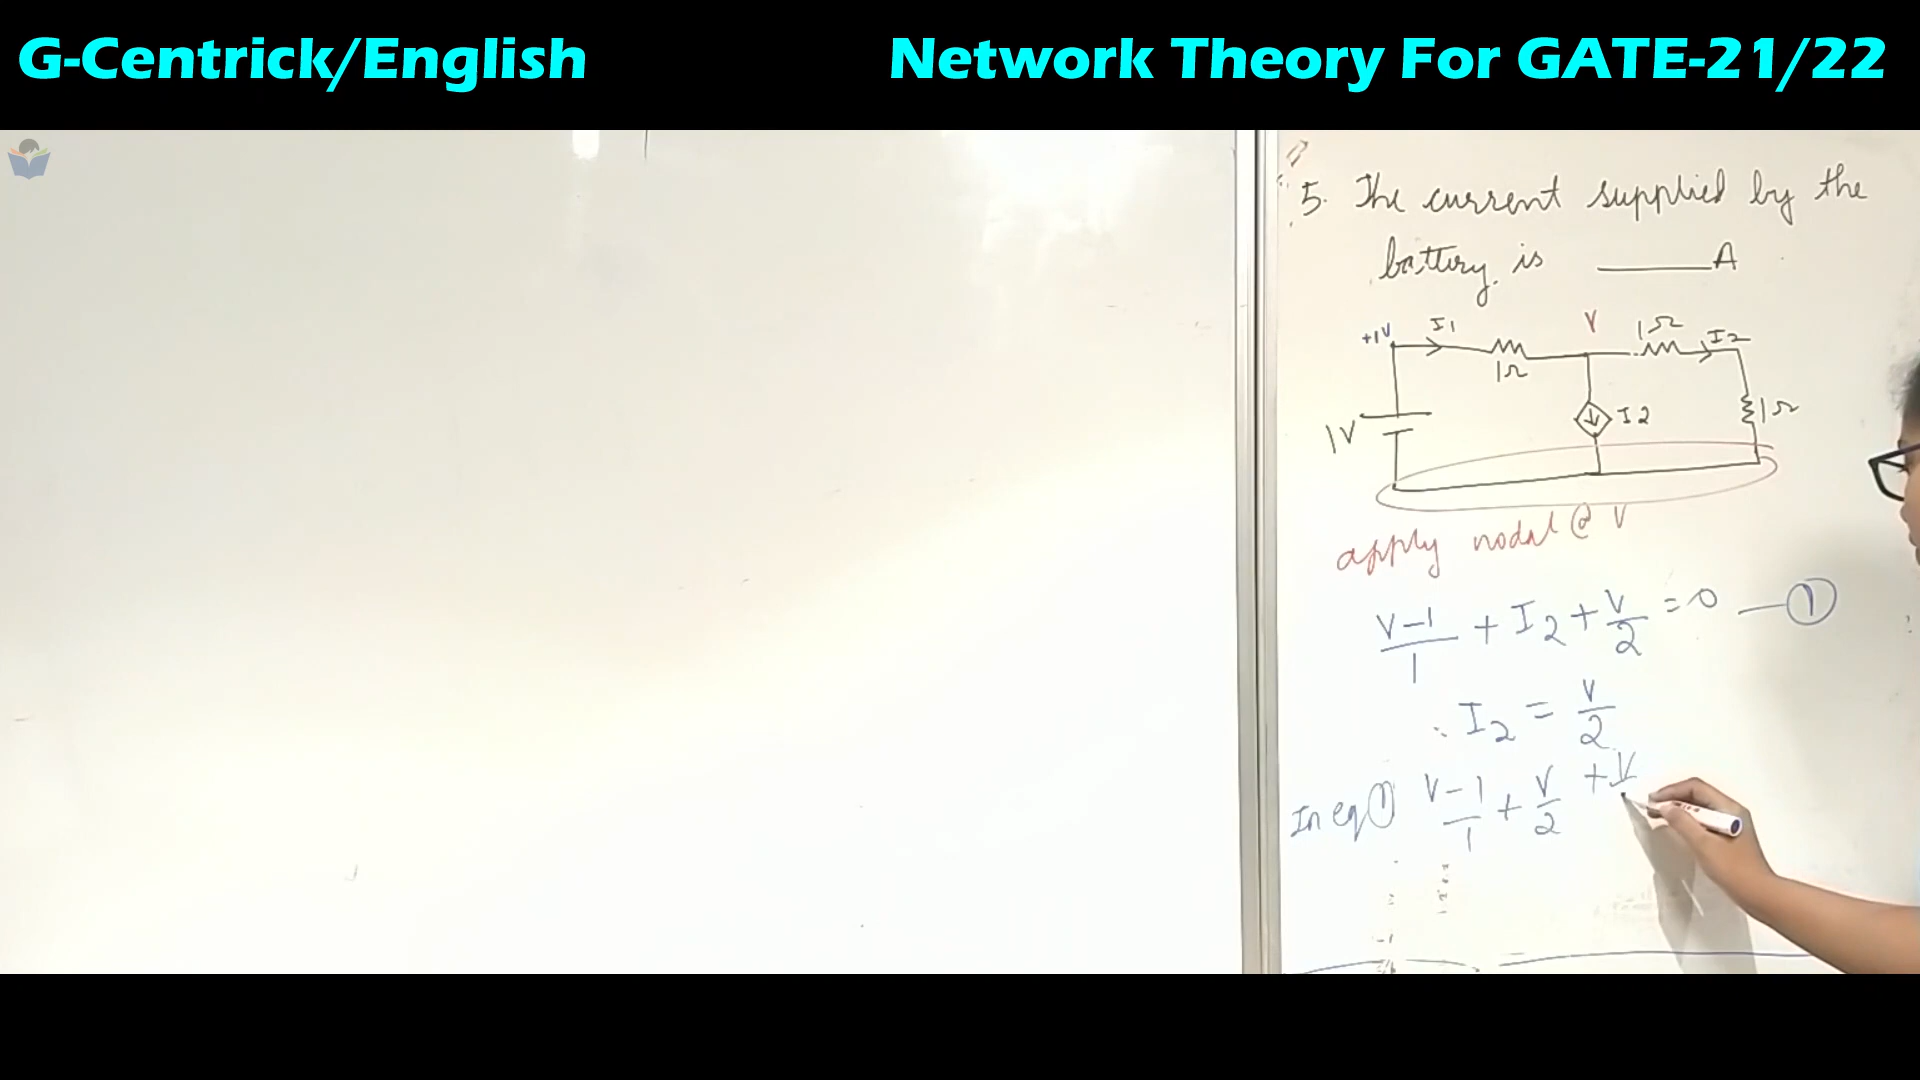 G-Centrick/English
Network Theory For GATE-21/22
5. The current supplied by the
battery is _____ A
+1V I1 V 1Ω I2
1Ω
1V I2 1Ω
apply nodal @ V
V-1/1 + I2 + V/2 = 0 — ①
∴ I2 = V/2
In eq ① V-1/1 + V/2 + V